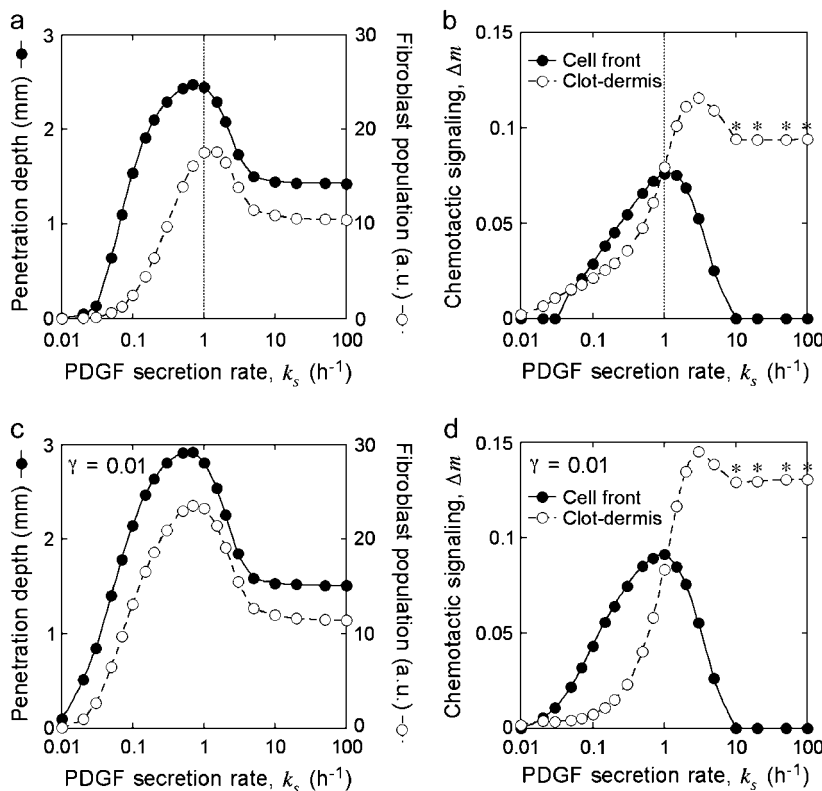 a
b
3
2
1
0
Penetration depth (mm)
30
20
10
0
Fibroblast population (a.u.)
0.01 0.1 1 10 100
PDGF secretion rate, kₛ (h⁻¹)
0.15
0.10
0.05
0
Chemotactic signaling, Δm
Cell front
Clot-dermis
* * * *
0.01 0.1 1 10 100
PDGF secretion rate, kₛ (h⁻¹)
c
d
3
2
1
0
Penetration depth (mm)
γ = 0.01
30
20
10
0
Fibroblast population (a.u.)
0.01 0.1 1 10 100
PDGF secretion rate, kₛ (h⁻¹)
0.15
0.10
0.05
0
Chemotactic signaling, Δm
γ = 0.01
Cell front
Clot-dermis
* * * *
0.01 0.1 1 10 100
PDGF secretion rate, kₛ (h⁻¹)